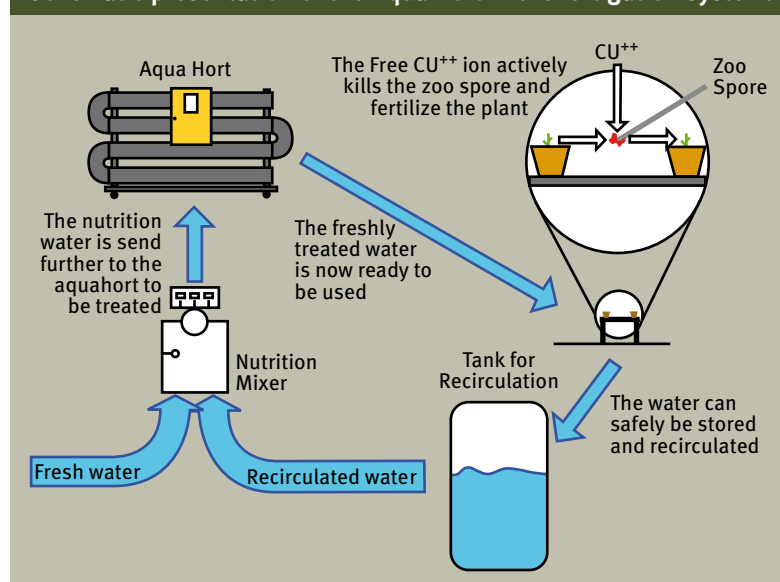 Aqua Hort
The Free CU++ ion actively
kills the zoo spore and
fertilize the plant
CU++
Zoo
Spore
The nutrition
water is send
further to the
aquahort to
be treated
The freshly
treated water
is now ready to
be used
Nutrition
Mixer
Tank for
Recirculation
The water can
safely be stored
and recirculated
Fresh water
Recirculated water